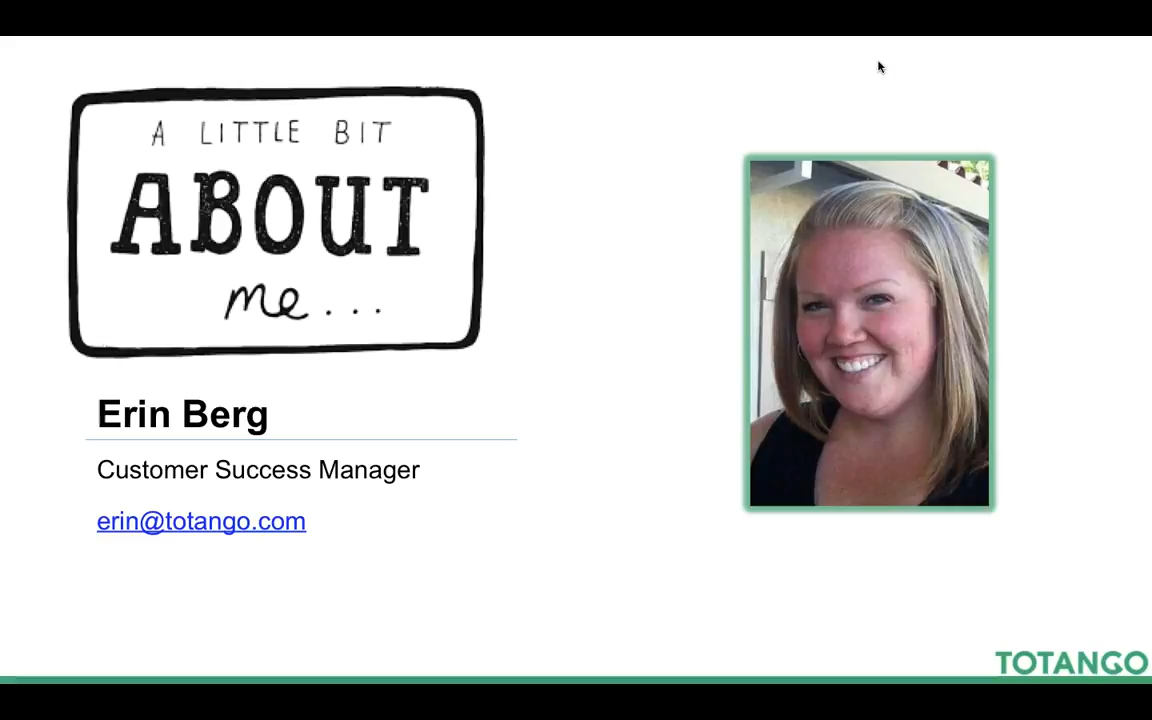 A LITTLE BIT
ABOUT
me...
Erin Berg
Customer Success Manager
erin@totango.com
TOTANGO